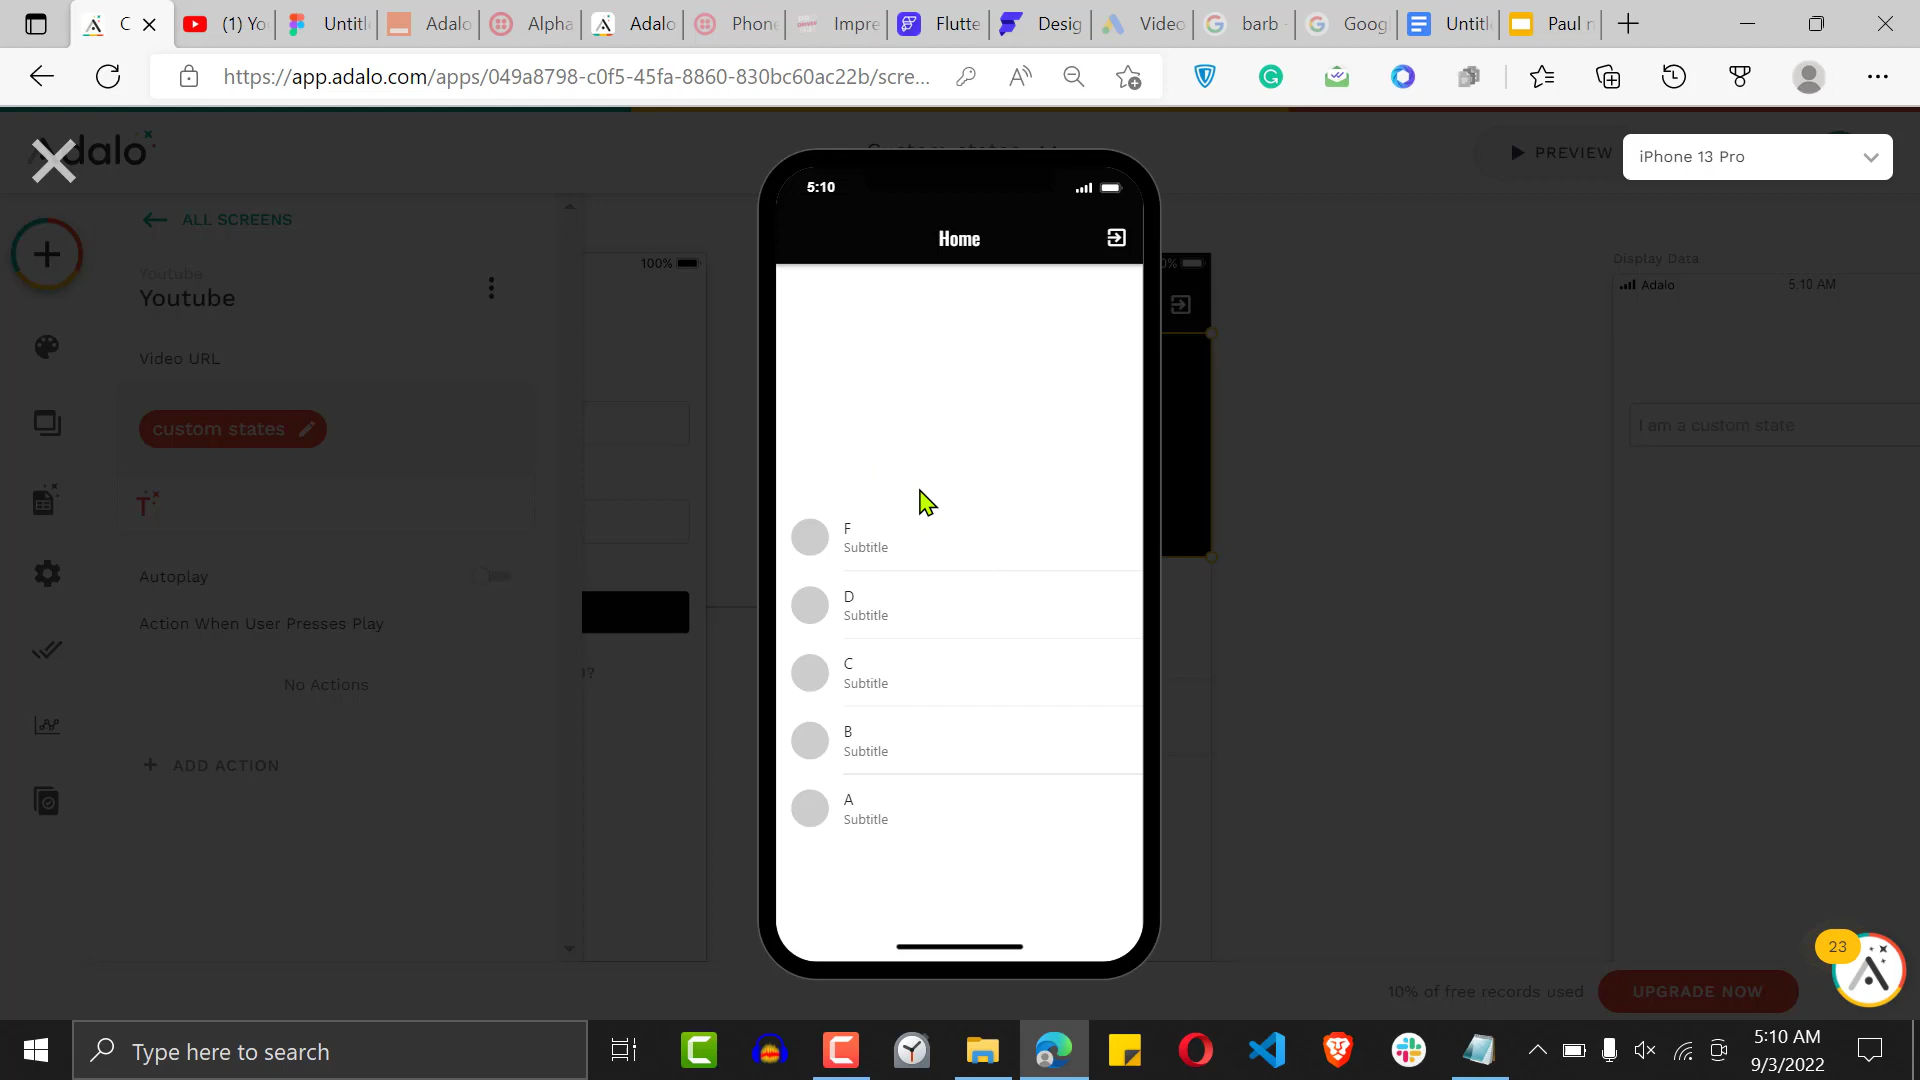 C
(1) Yo
Untitl
Adalo
Alpha
Adalo
Phone
Impre
Flutte
Desig
Video
barb -
Goog
Untitl
Paul n
https://app.adalo.com/apps/049a8798-c0f5-45fa-8860-830bc60ac22b/scre...
Adalo
PREVIEW
iPhone 13 Pro
ALL SCREENS
Youtube
Youtube
Video URL
custom states
Autoplay
Action When User Presses Play
No Actions
ADD ACTION
100%
0%
5:10
Home
F
Subtitle
D
Subtitle
C
Subtitle
B
Subtitle
A
Subtitle
Display Data
Adalo
5:10 AM
I am a custom state
23
10% of free records used
UPGRADE NOW
Type here to search
5:10 AM
9/3/2022